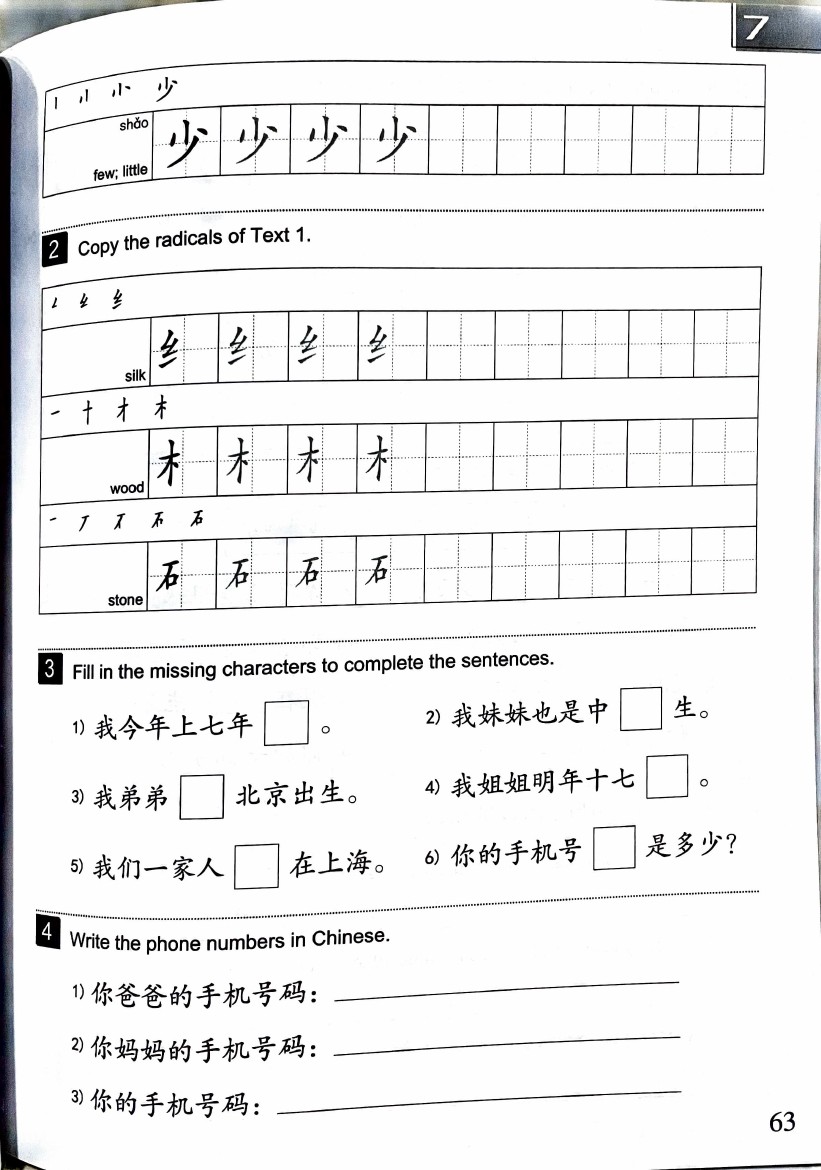 7
丨 小 少
shǎo
few; little
少 少 少 少
2 Copy the radicals of Text 1.
纟
silk
纟 纟 纟 纟
一 十 才 木
wood
木 木 木 木
一 丆 石
stone
石 石 石 石
3 Fill in the missing characters to complete the sentences.
1) 我今年上七年□。 2) 我妹妹也是中□生。
3) 我弟弟□北京出生。 4) 我姐姐明年十七□。
5) 我们一家人□在上海。 6) 你的手机号□是多少?
4 Write the phone numbers in Chinese.
1) 你爸爸的手机号码:
2) 你妈妈的手机号码:
3) 你的手机号码:
63